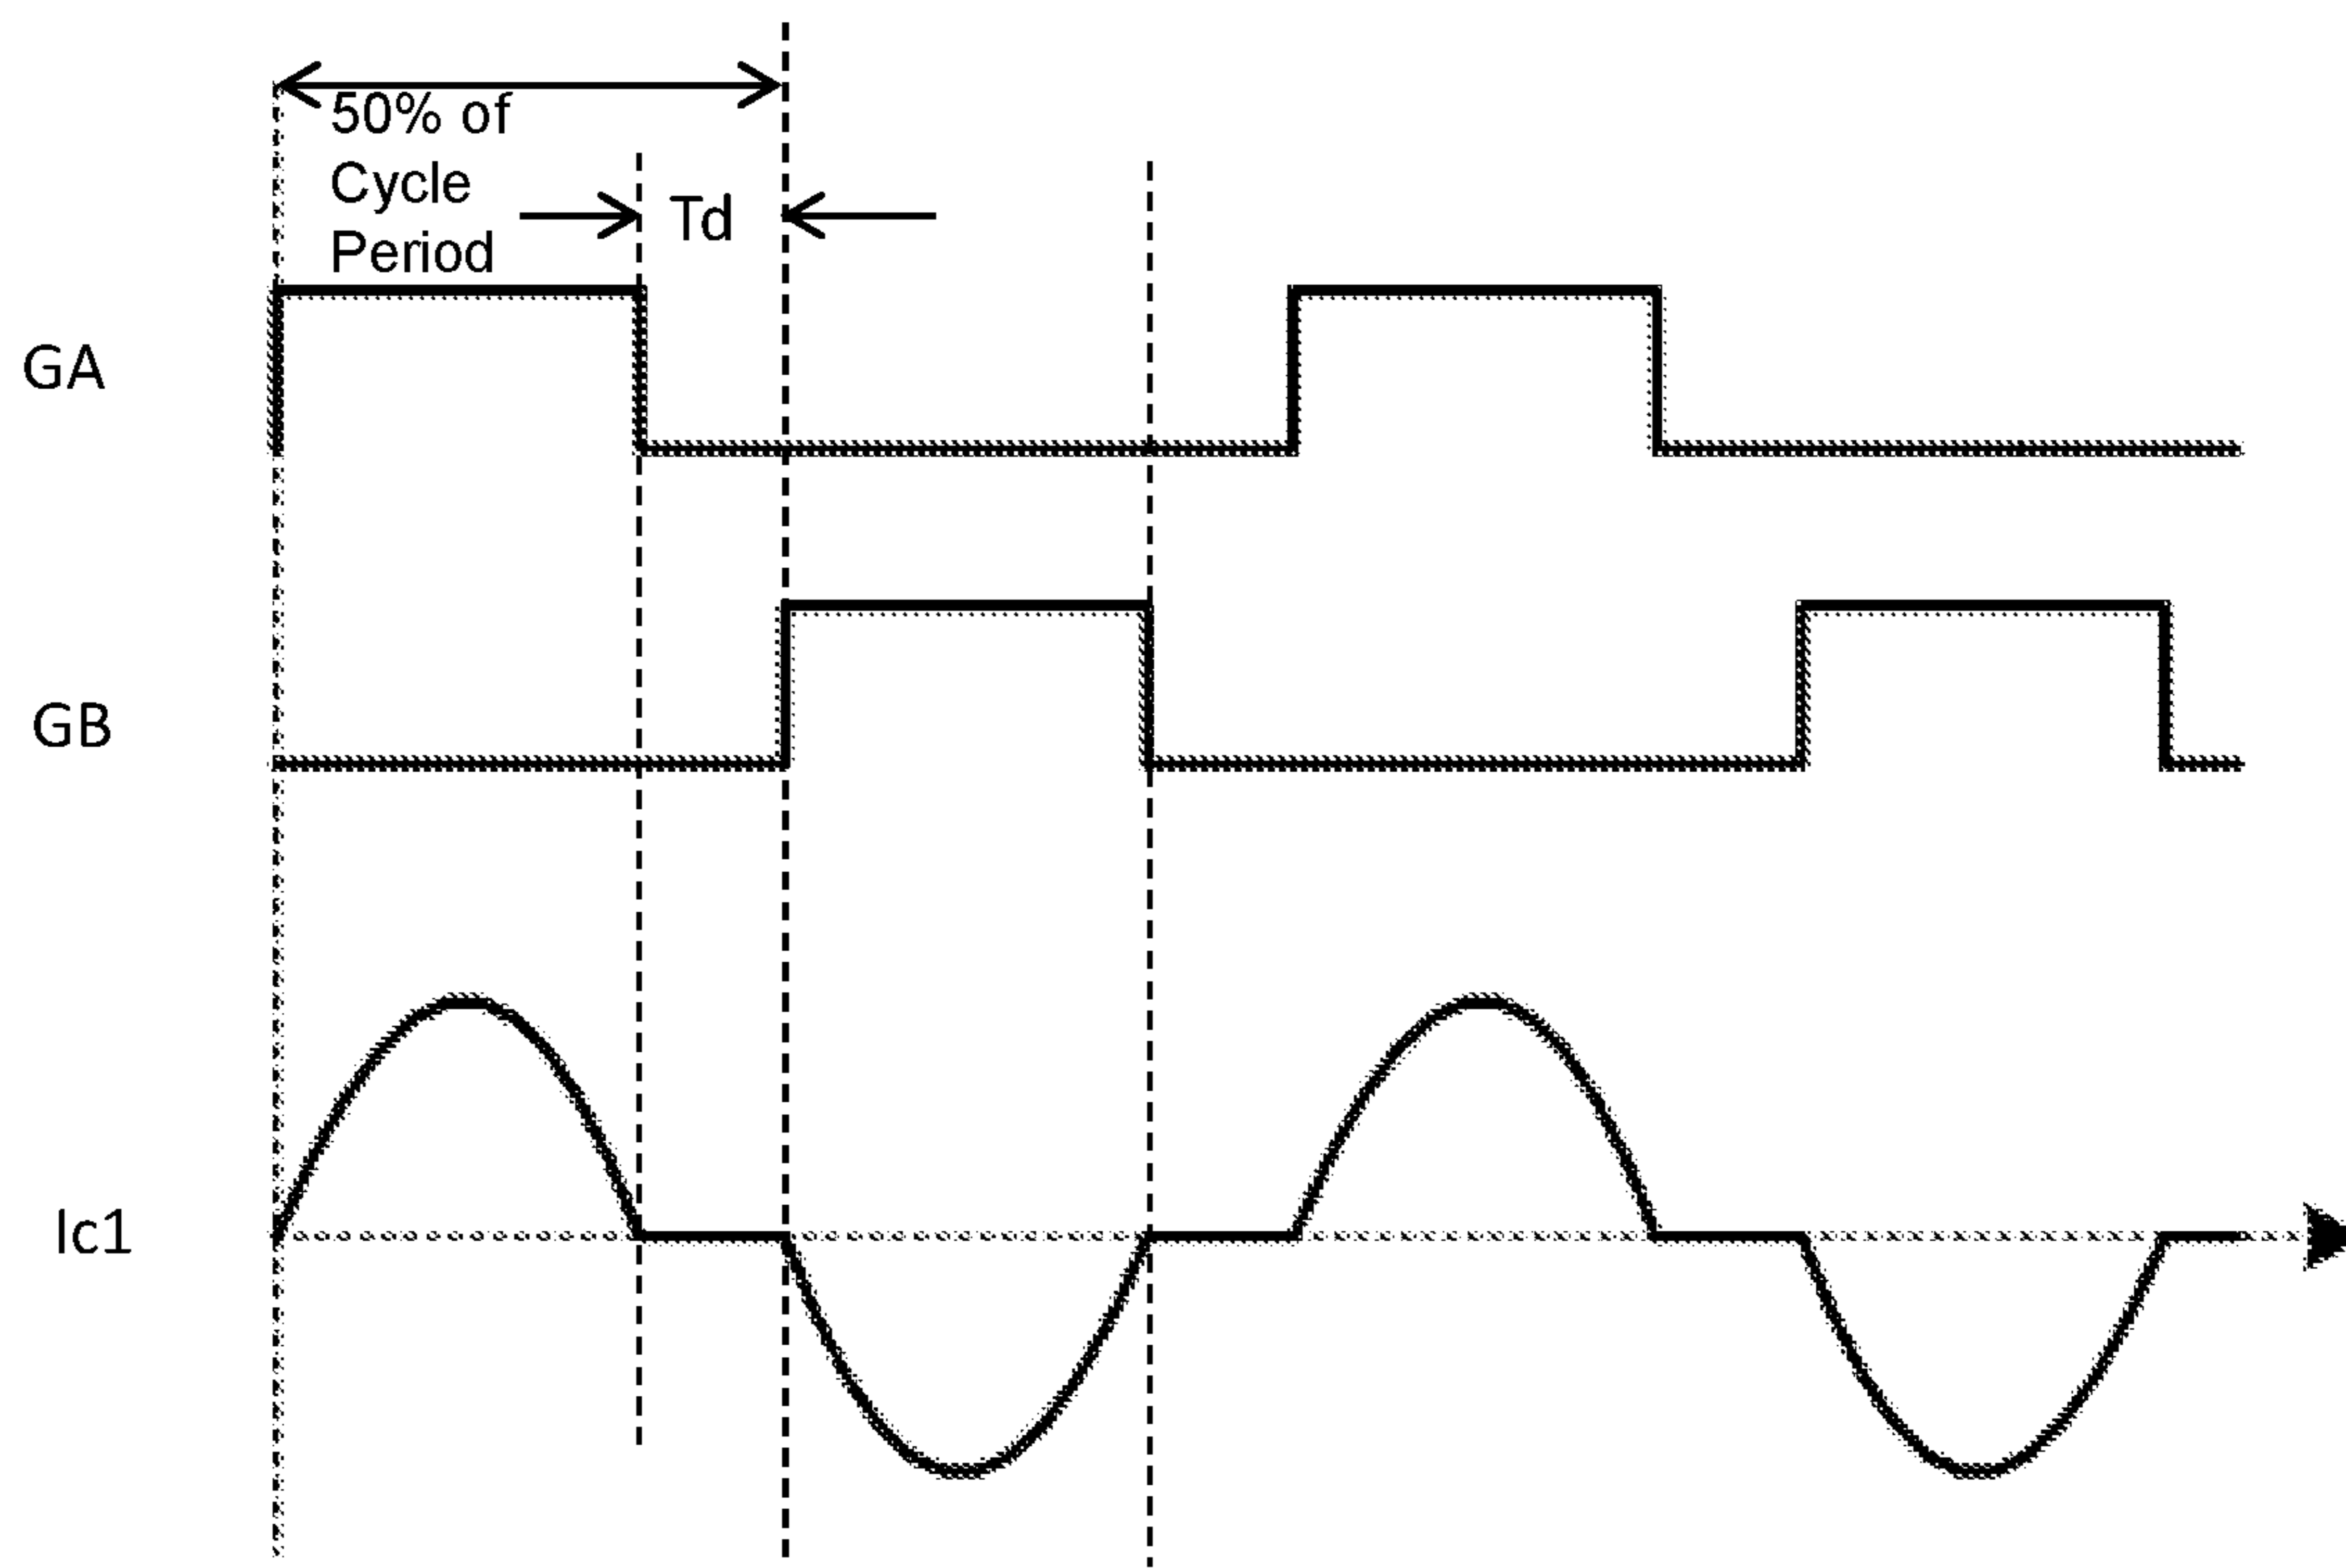 50% of
Cycle
Period
Td
GA
GB
Ic1